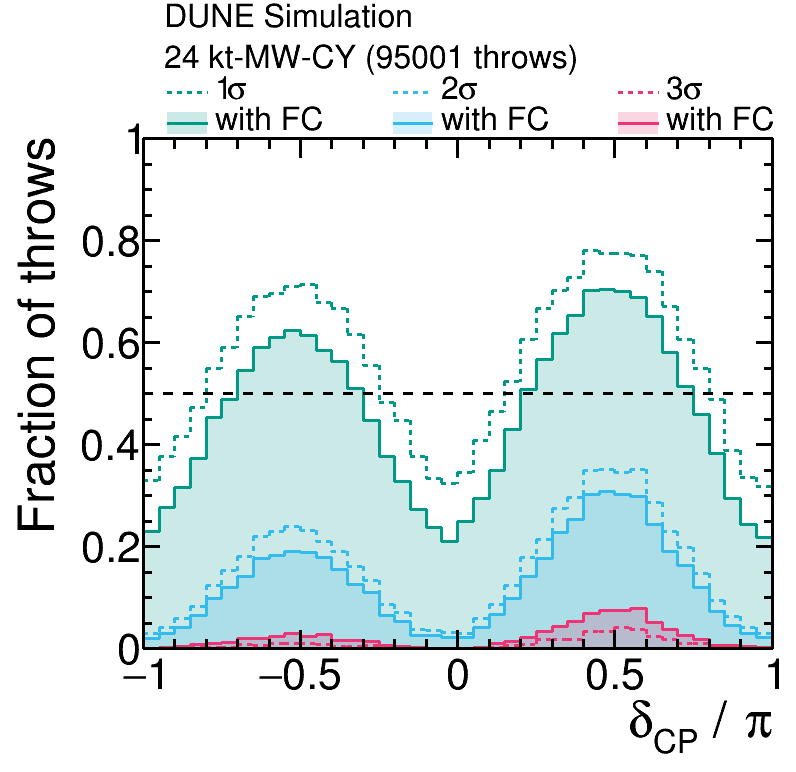 DUNE Simulation
24 kt-MW-CY (95001 throws)
1σ 2σ 3σ
with FC with FC with FC
Fraction of throws
1
0.8
0.6
0.4
0.2
0
−1 −0.5 0 0.5 1
δCP / π